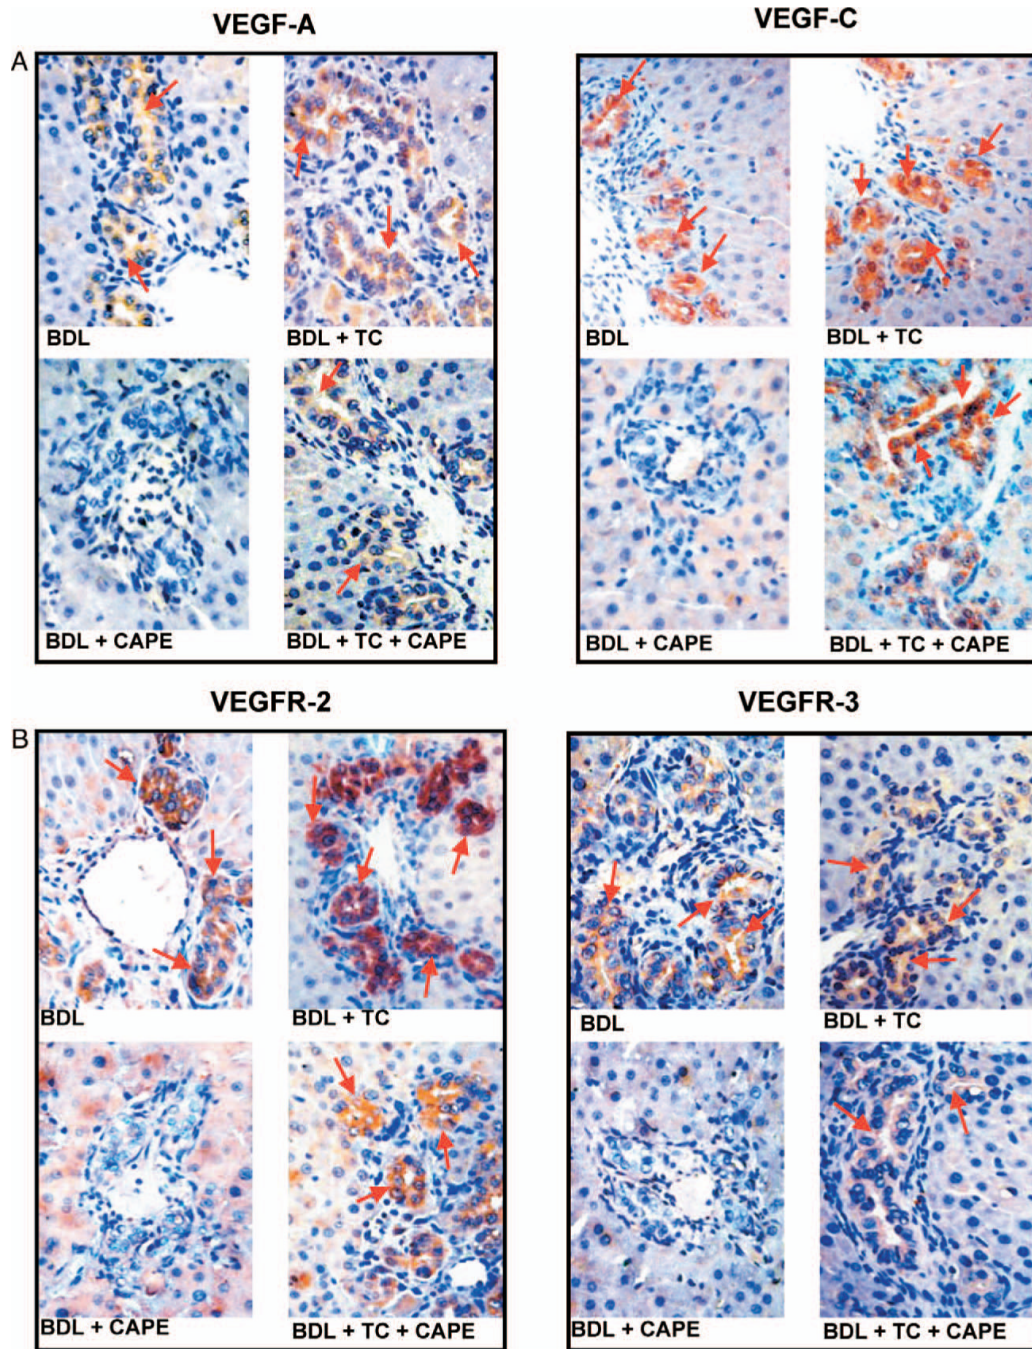 VEGF-A
VEGF-C
A
BDL
BDL + TC
BDL
BDL + TC
BDL + CAPE
BDL + TC + CAPE
BDL + CAPE
BDL + TC + CAPE
VEGFR-2
VEGFR-3
B
BDL
BDL + TC
BDL
BDL + TC
BDL + CAPE
BDL + TC + CAPE
BDL + CAPE
BDL + TC + CAPE